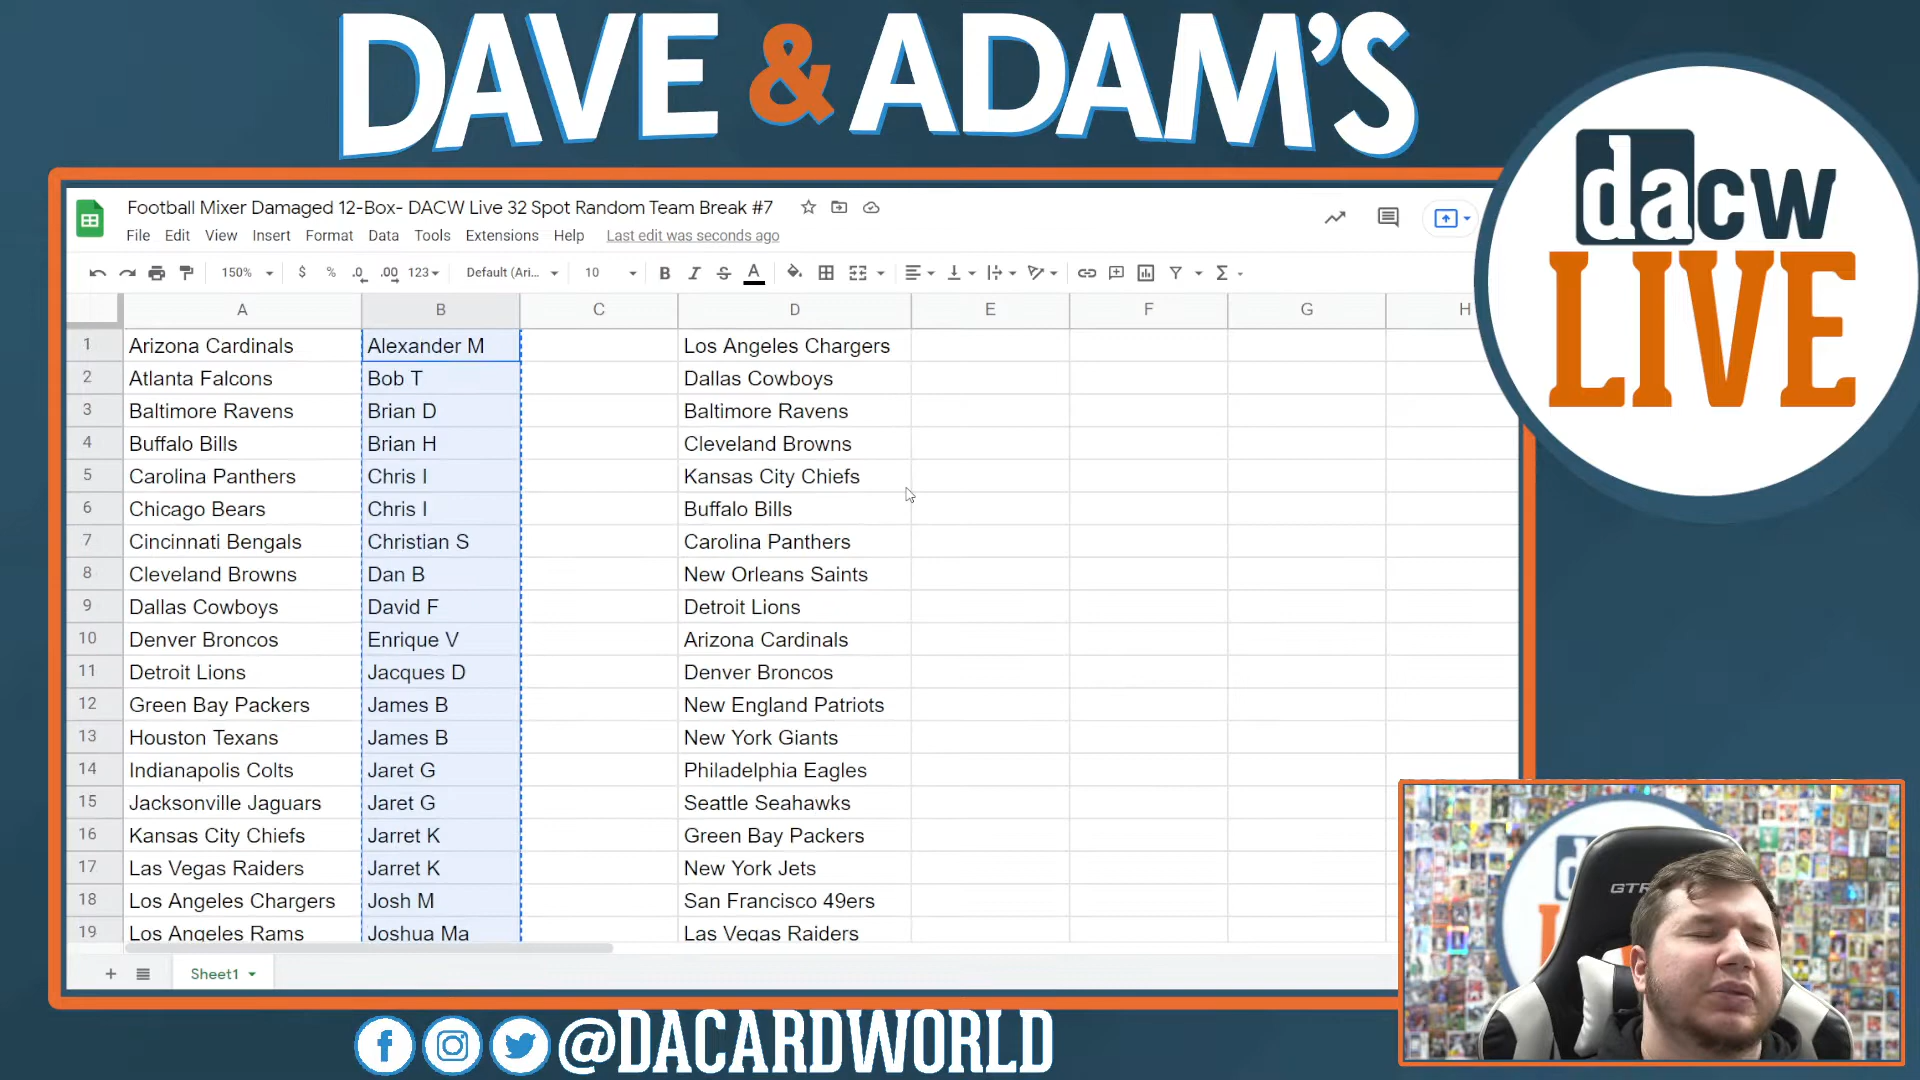 DAVE & ADAM'S
dacw
LIVE
Football Mixer Damaged 12-Box- DACW Live 32 Spot Random Team Break #7
File Edit View Insert Format Data Tools Extensions Help Last edit was seconds ago
150% $ % .0 .00 123 Default (Ari... 10 B I S A
A B C D E F G H
1 Arizona Cardinals Alexander M Los Angeles Chargers
2 Atlanta Falcons Bob T Dallas Cowboys
3 Baltimore Ravens Brian D Baltimore Ravens
4 Buffalo Bills Brian H Cleveland Browns
5 Carolina Panthers Chris I Kansas City Chiefs
6 Chicago Bears Chris I Buffalo Bills
7 Cincinnati Bengals Christian S Carolina Panthers
8 Cleveland Browns Dan B New Orleans Saints
9 Dallas Cowboys David F Detroit Lions
10 Denver Broncos Enrique V Arizona Cardinals
11 Detroit Lions Jacques D Denver Broncos
12 Green Bay Packers James B New England Patriots
13 Houston Texans James B New York Giants
14 Indianapolis Colts Jaret G Philadelphia Eagles
15 Jacksonville Jaguars Jaret G Seattle Seahawks
16 Kansas City Chiefs Jarret K Green Bay Packers
17 Las Vegas Raiders Jarret K New York Jets
18 Los Angeles Chargers Josh M San Francisco 49ers
19 Los Angeles Rams Joshua Ma Las Vegas Raiders
Sheet1
@DACARDWORLD